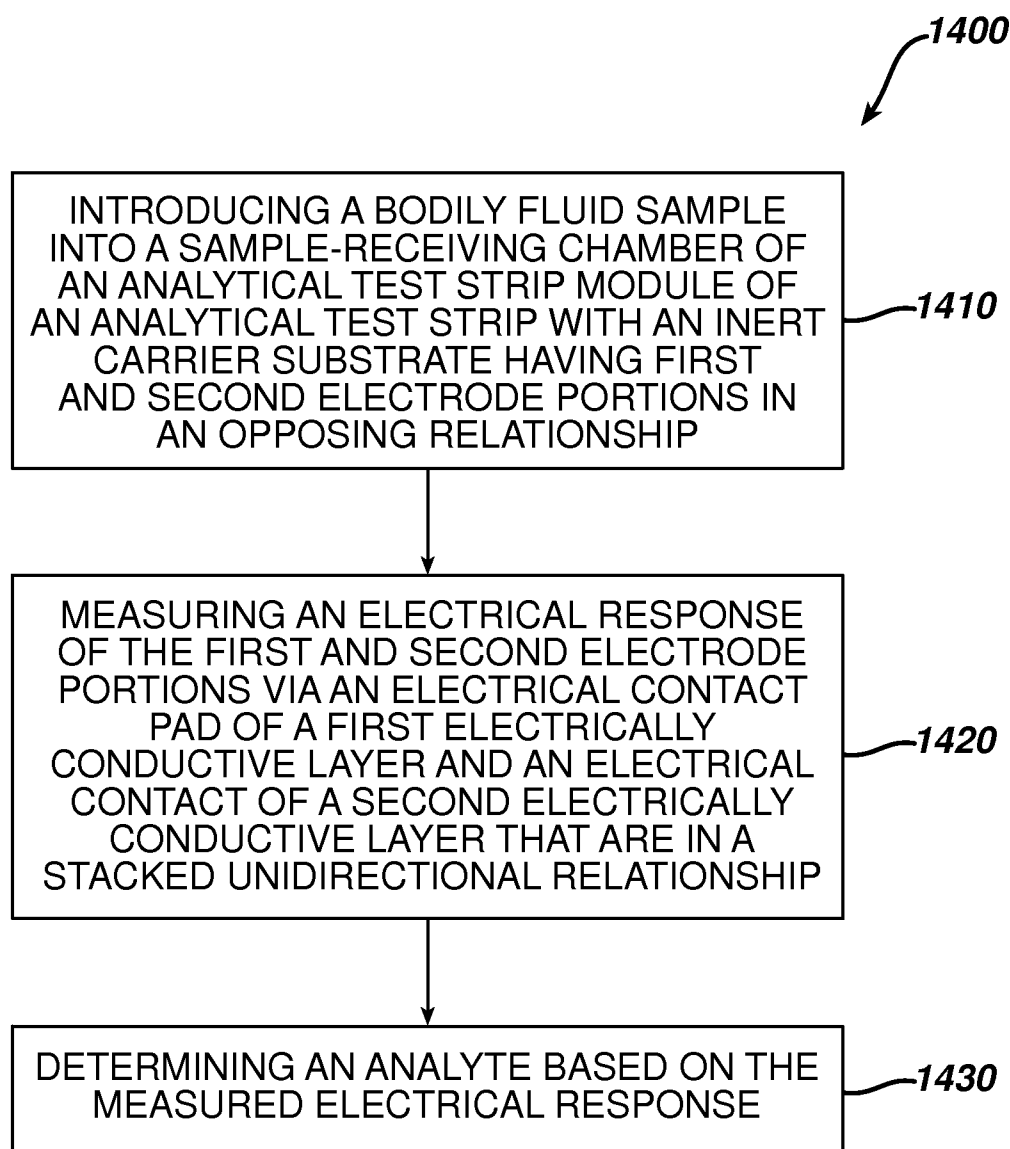 1400
INTRODUCING A BODILY FLUID SAMPLE
INTO A SAMPLE-RECEIVING CHAMBER OF
AN ANALYTICAL TEST STRIP MODULE OF
AN ANALYTICAL TEST STRIP WITH AN INERT
CARRIER SUBSTRATE HAVING FIRST
AND SECOND ELECTRODE PORTIONS IN
AN OPPOSING RELATIONSHIP
1410
MEASURING AN ELECTRICAL RESPONSE
OF THE FIRST AND SECOND ELECTRODE
PORTIONS VIA AN ELECTRICAL CONTACT
PAD OF A FIRST ELECTRICALLY
CONDUCTIVE LAYER AND AN ELECTRICAL
CONTACT OF A SECOND ELECTRICALLY
CONDUCTIVE LAYER THAT ARE IN A
STACKED UNIDIRECTIONAL RELATIONSHIP
1420
DETERMINING AN ANALYTE BASED ON THE
MEASURED ELECTRICAL RESPONSE
1430